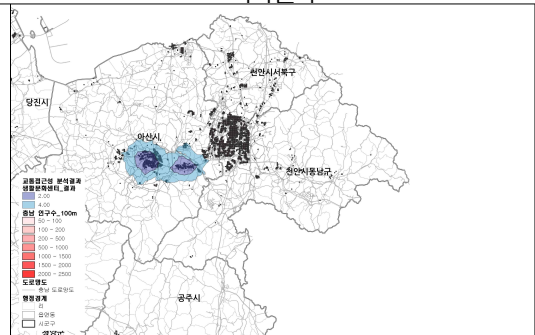 천안시서북구
당진시
아산시
천안시동남구
교통접근성 분석결과
생활문화센터_결과
2.00
4.00
충남 인구수_100m
50 - 100
100 - 200
200 - 500
500 - 1000
1000 - 1500
1500 - 2000
2000 - 2500
도로망도
충남 도로망도
행정경계
리
읍면동
시군구
공주시